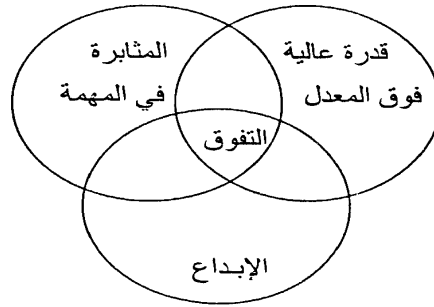 قدرة عالية
فوق المعدل
المثابرة
في المهمة
التفوق
الإبداع